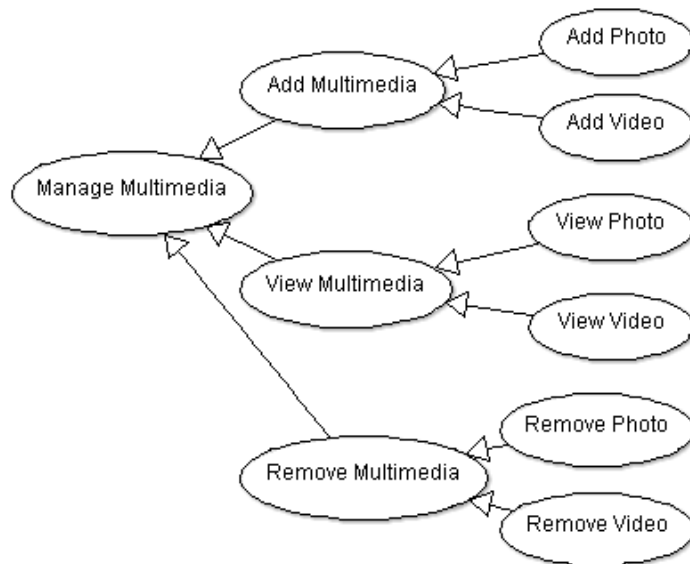 Add Photo
Add Multimedia
Add Video
Manage Multimedia
View Photo
View Multimedia
View Video
Remove Photo
Remove Multimedia
Remove Video